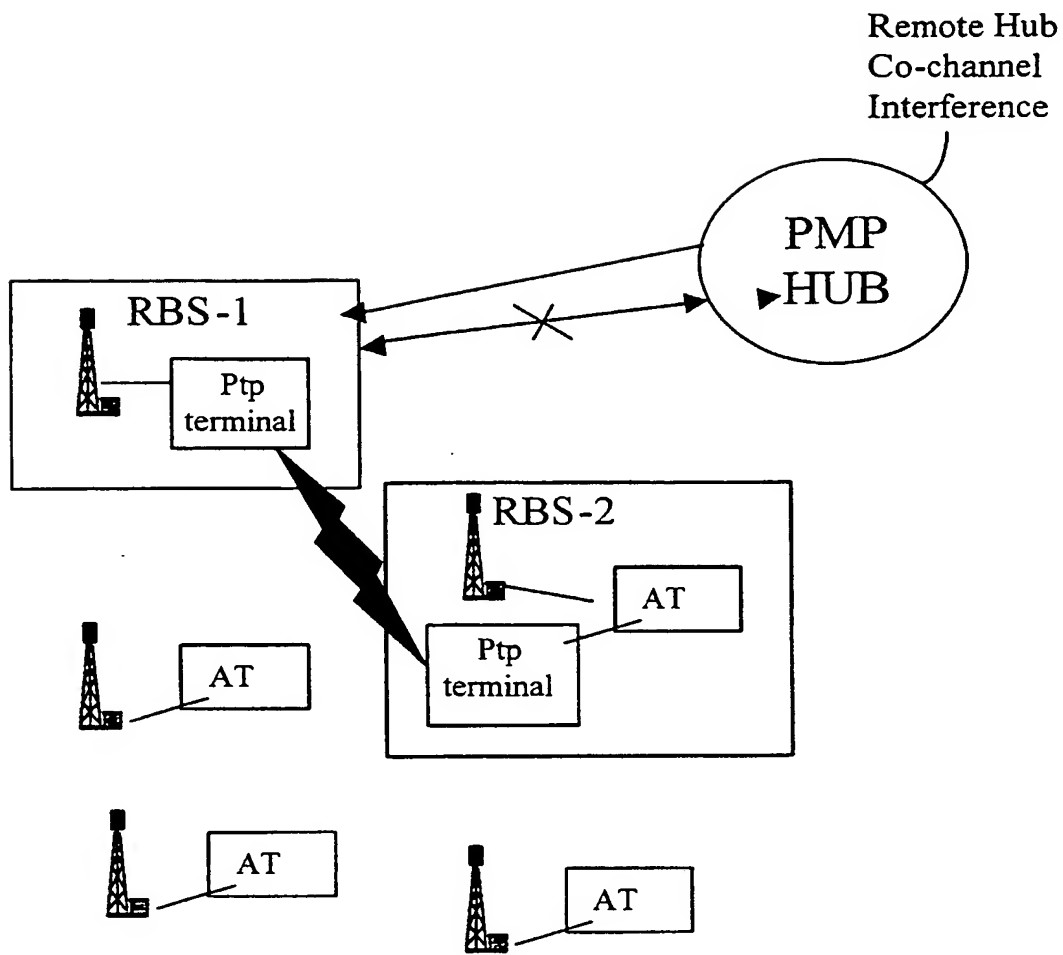 Remote Hub
Co-channel
Interference
PMP
HUB
RBS-1
Ptp
terminal
RBS-2
AT
Ptp
terminal
AT
AT
AT